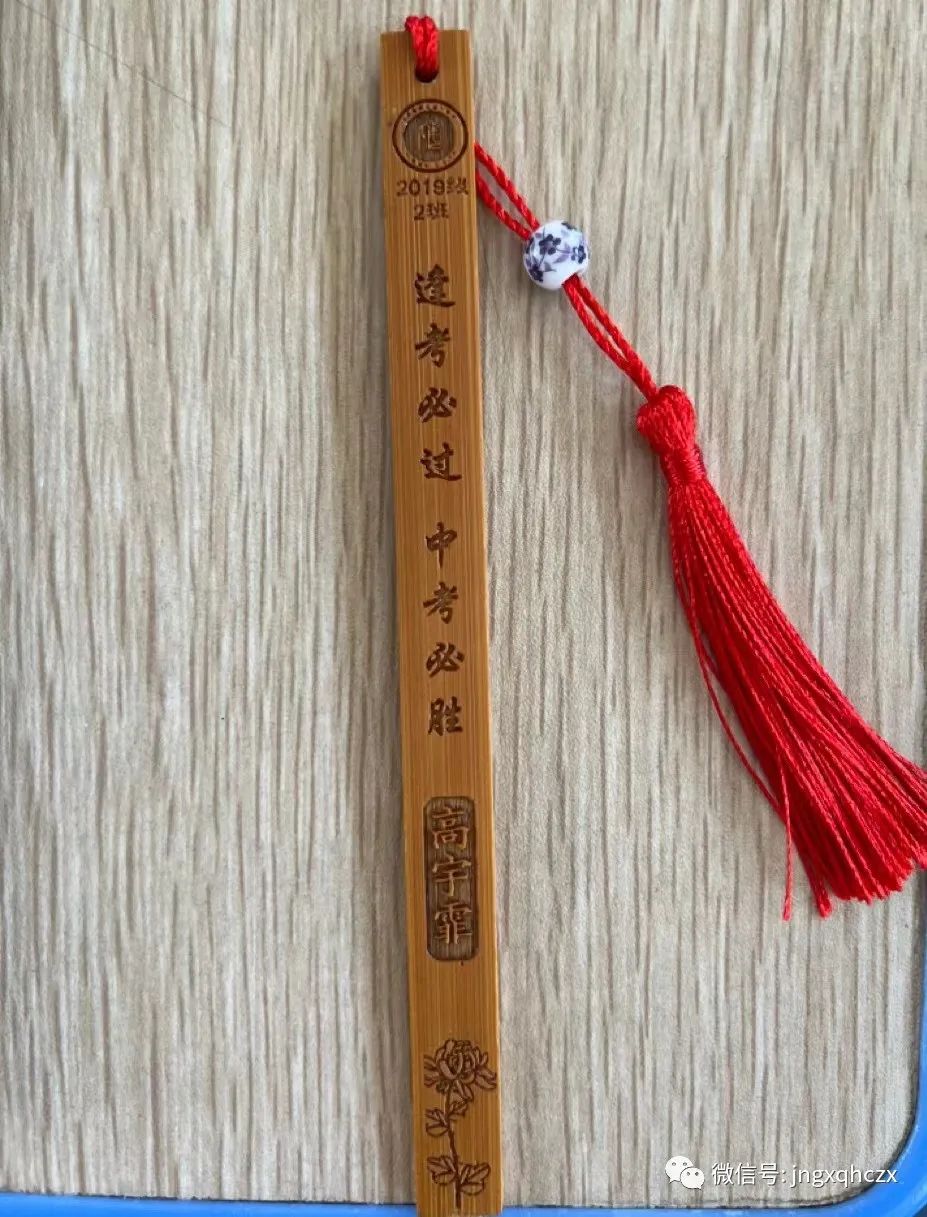 2019级
2班
逢考必过 中考必胜
高宇霏
微信号: jngxqhczx